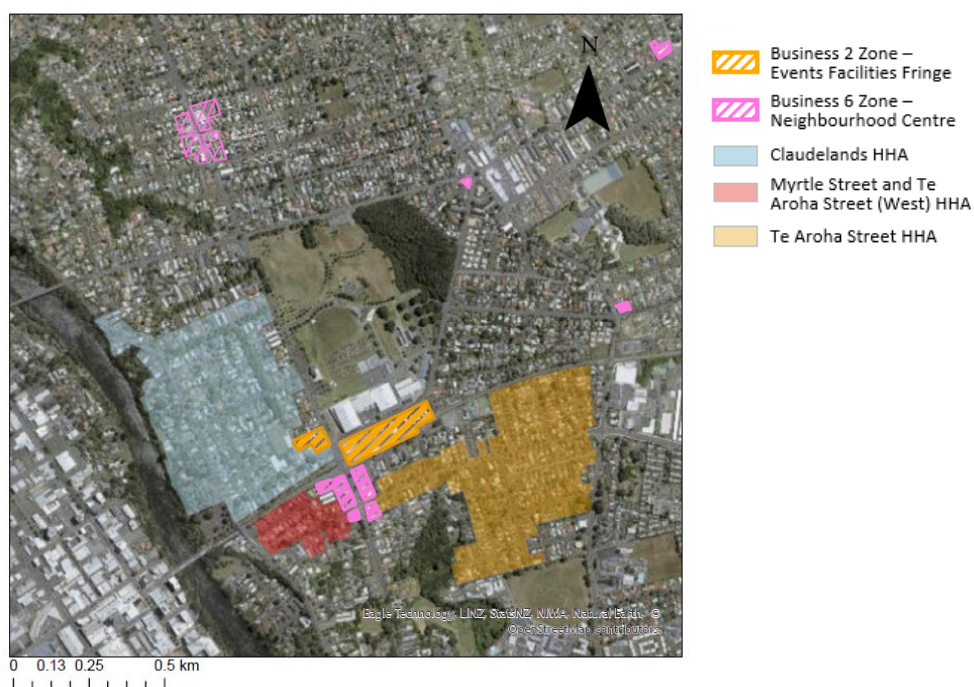 N
Business 2 Zone –
Events Facilities Fringe
Business 6 Zone –
Neighbourhood Centre
Claudelands HHA
Myrtle Street and Te
Aroha Street (West) HHA
Te Aroha Street HHA
Eagle Technology, LINZ, StatsNZ, NIWA, Natural Earth, ©
OpenStreetMap contributors.
0 0.13 0.25 0.5 km